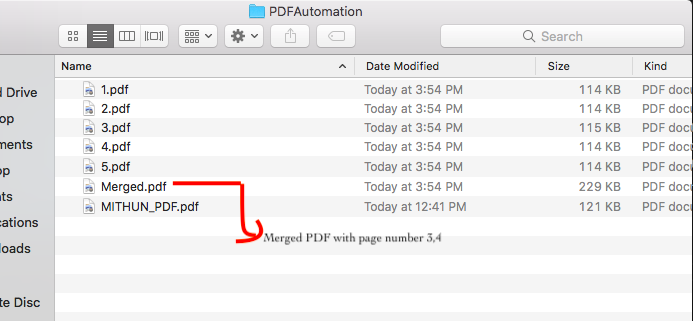 PDFAutomation
Search
Name Date Modified Size Kind
d Drive 1.pdf Today at 3:54 PM 114 KB PDF docu
op 2.pdf Today at 3:54 PM 114 KB PDF docu
ments 3.pdf Today at 3:54 PM 115 KB PDF docu
op 4.pdf Today at 3:54 PM 114 KB PDF docu
nts 5.pdf Today at 3:54 PM 114 KB PDF docu
cations Merged.pdf Today at 3:54 PM 229 KB PDF docu
loads MITHUN_PDF.pdf Today at 12:41 PM 121 KB PDF docu
Merged PDF with page number 3,4
te Disc